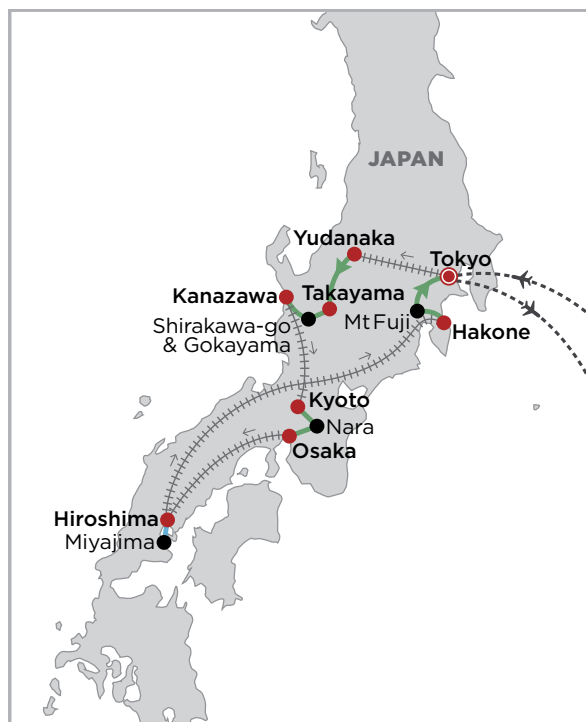 JAPAN
Yudanaka
Tokyo
Kanazawa
Takayama
Shirakawa-go
& Gokayama
Mt Fuji
Hakone
Kyoto
Nara
Osaka
Hiroshima
Miyajima